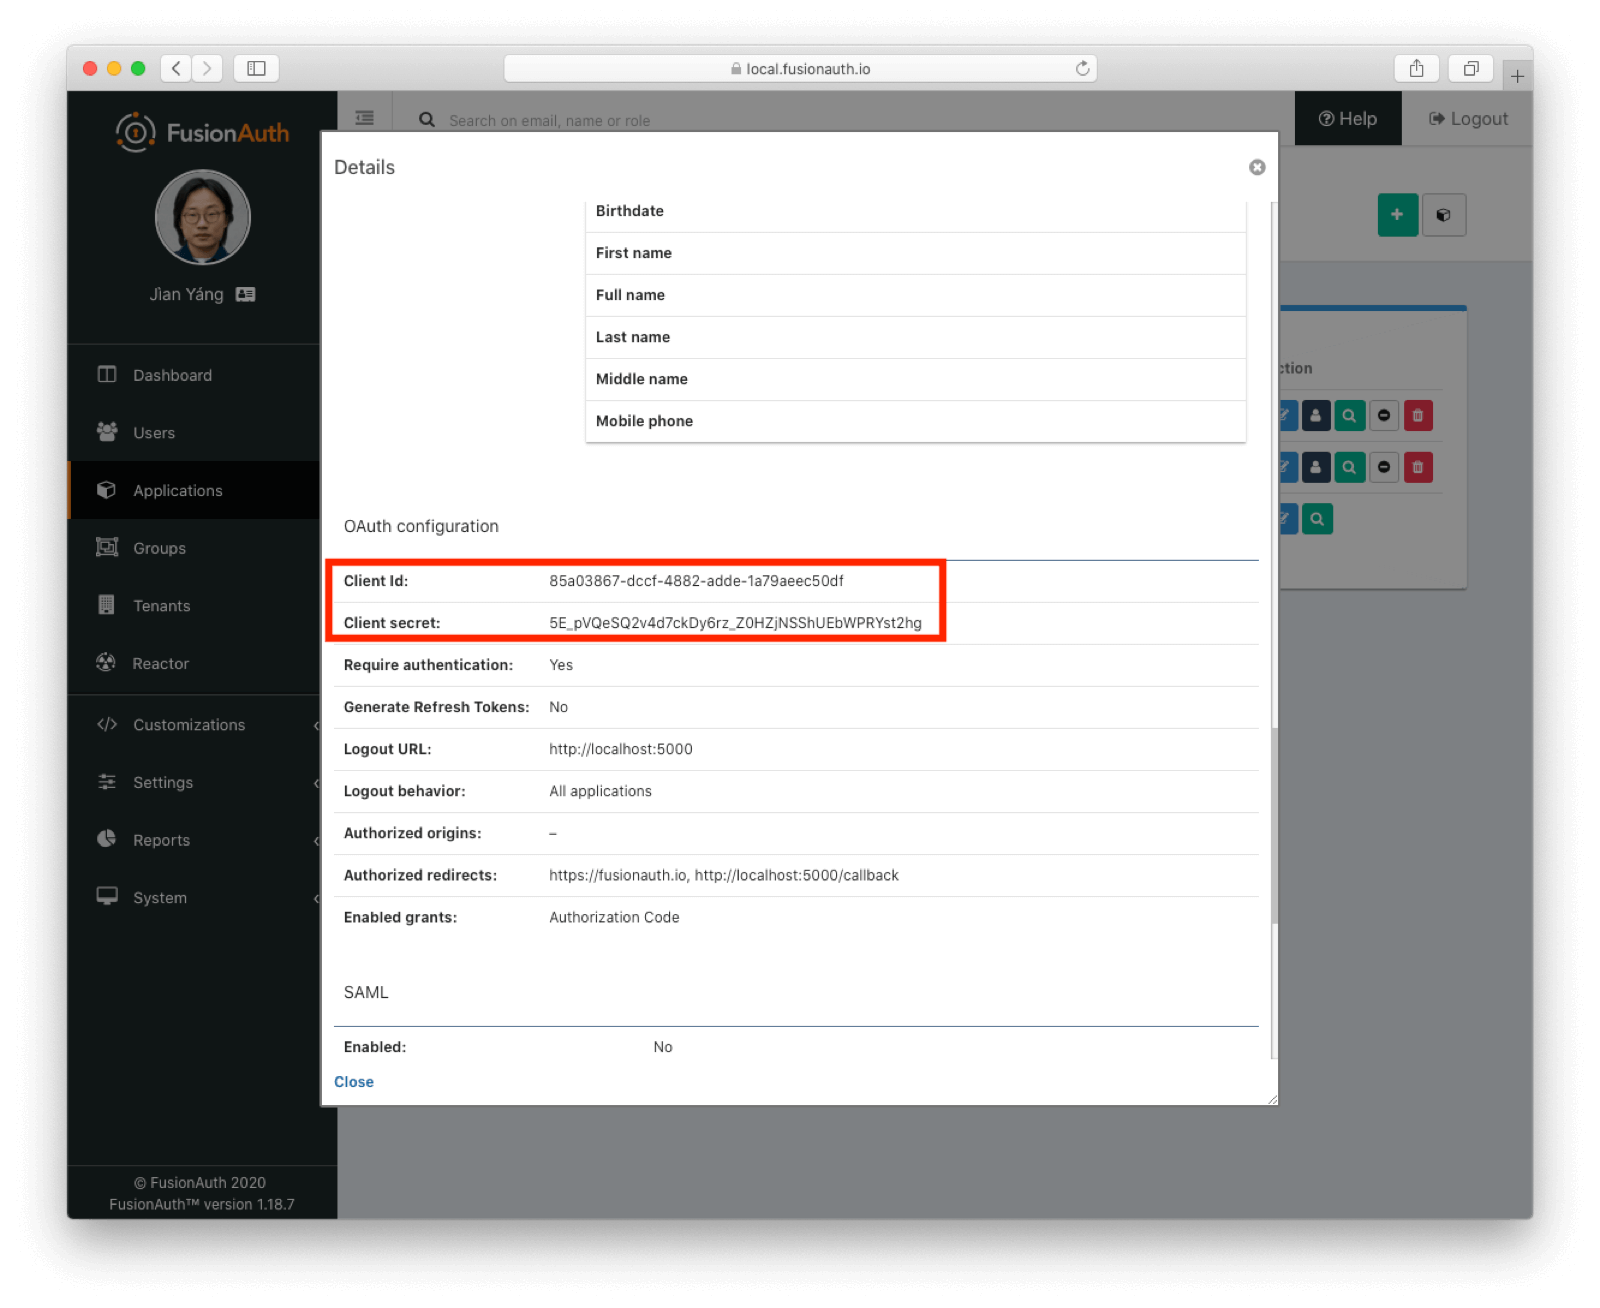 local.fusionauth.io
FusionAuth
Search on email, name or role
Help
Logout
Jìan Yáng
Dashboard
Users
Applications
Groups
Tenants
Reactor
Customizations
Settings
Reports
System
© FusionAuth 2020
FusionAuth™ version 1.18.7
Details
Birthdate
First name
Full name
Last name
Middle name
Mobile phone
OAuth configuration
Client Id: 85a03867-dccf-4882-adde-1a79aeec50df
Client secret: 5E_pVQeSQ2v4d7ckDy6rz_Z0HZjNSShUEbWPRYst2hg
Require authentication: Yes
Generate Refresh Tokens: No
Logout URL: http://localhost:5000
Logout behavior: All applications
Authorized origins: –
Authorized redirects: https://fusionauth.io, http://localhost:5000/callback
Enabled grants: Authorization Code
SAML
Enabled: No
Close
ction